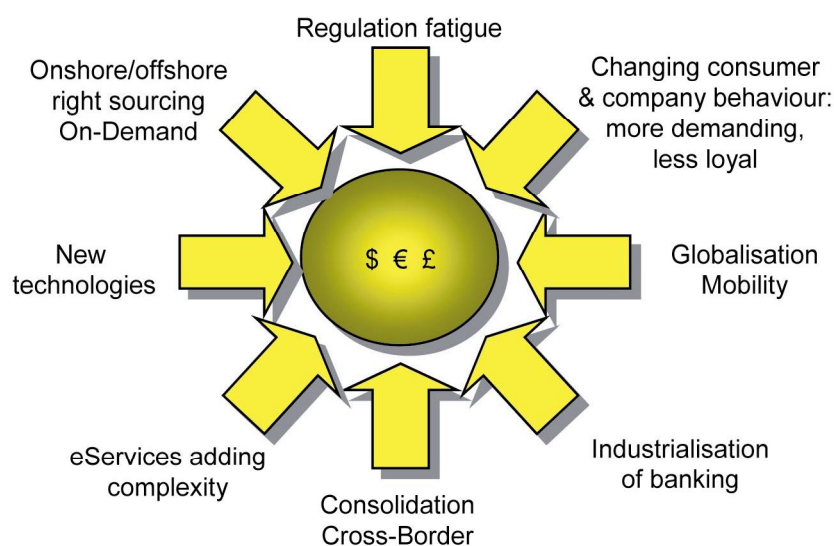 Regulation fatigue
Onshore/offshore
right sourcing
On-Demand
Changing consumer
& company behaviour:
more demanding,
less loyal
$ € £
New
technologies
Globalisation
Mobility
eServices adding
complexity
Industrialisation
of banking
Consolidation
Cross-Border